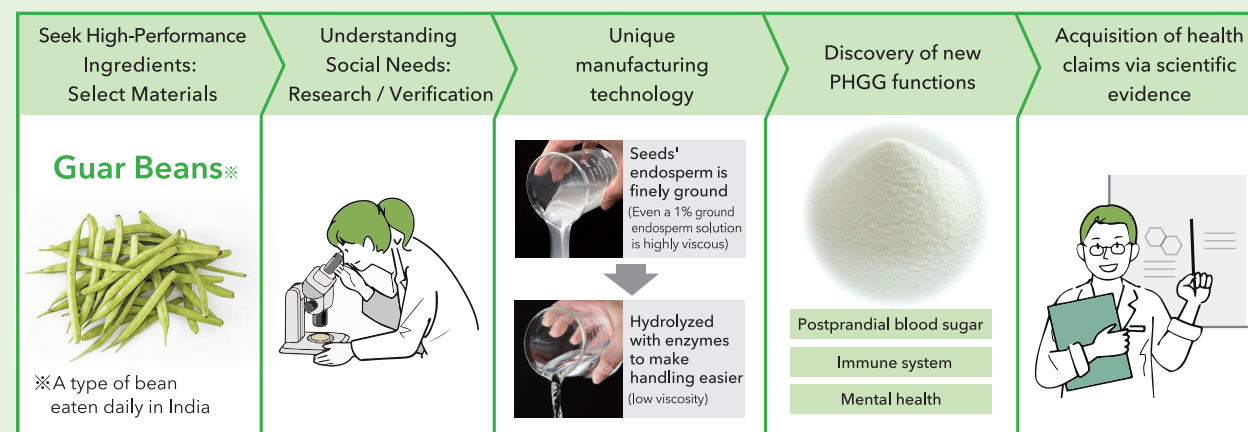 Seek High-Performance
Ingredients:
Select Materials
Understanding
Social Needs:
Research / Verification
Unique
manufacturing
technology
Discovery of new
PHGG functions
Acquisition of health
claims via scientific
evidence
Guar Beans※
※A type of bean
eaten daily in India
Seeds'
endosperm is
finely ground
(Even a 1% ground
endosperm solution
is highly viscous)
Hydrolyzed
with enzymes
to make
handling easier
(low viscosity)
Postprandial blood sugar
Immune system
Mental health